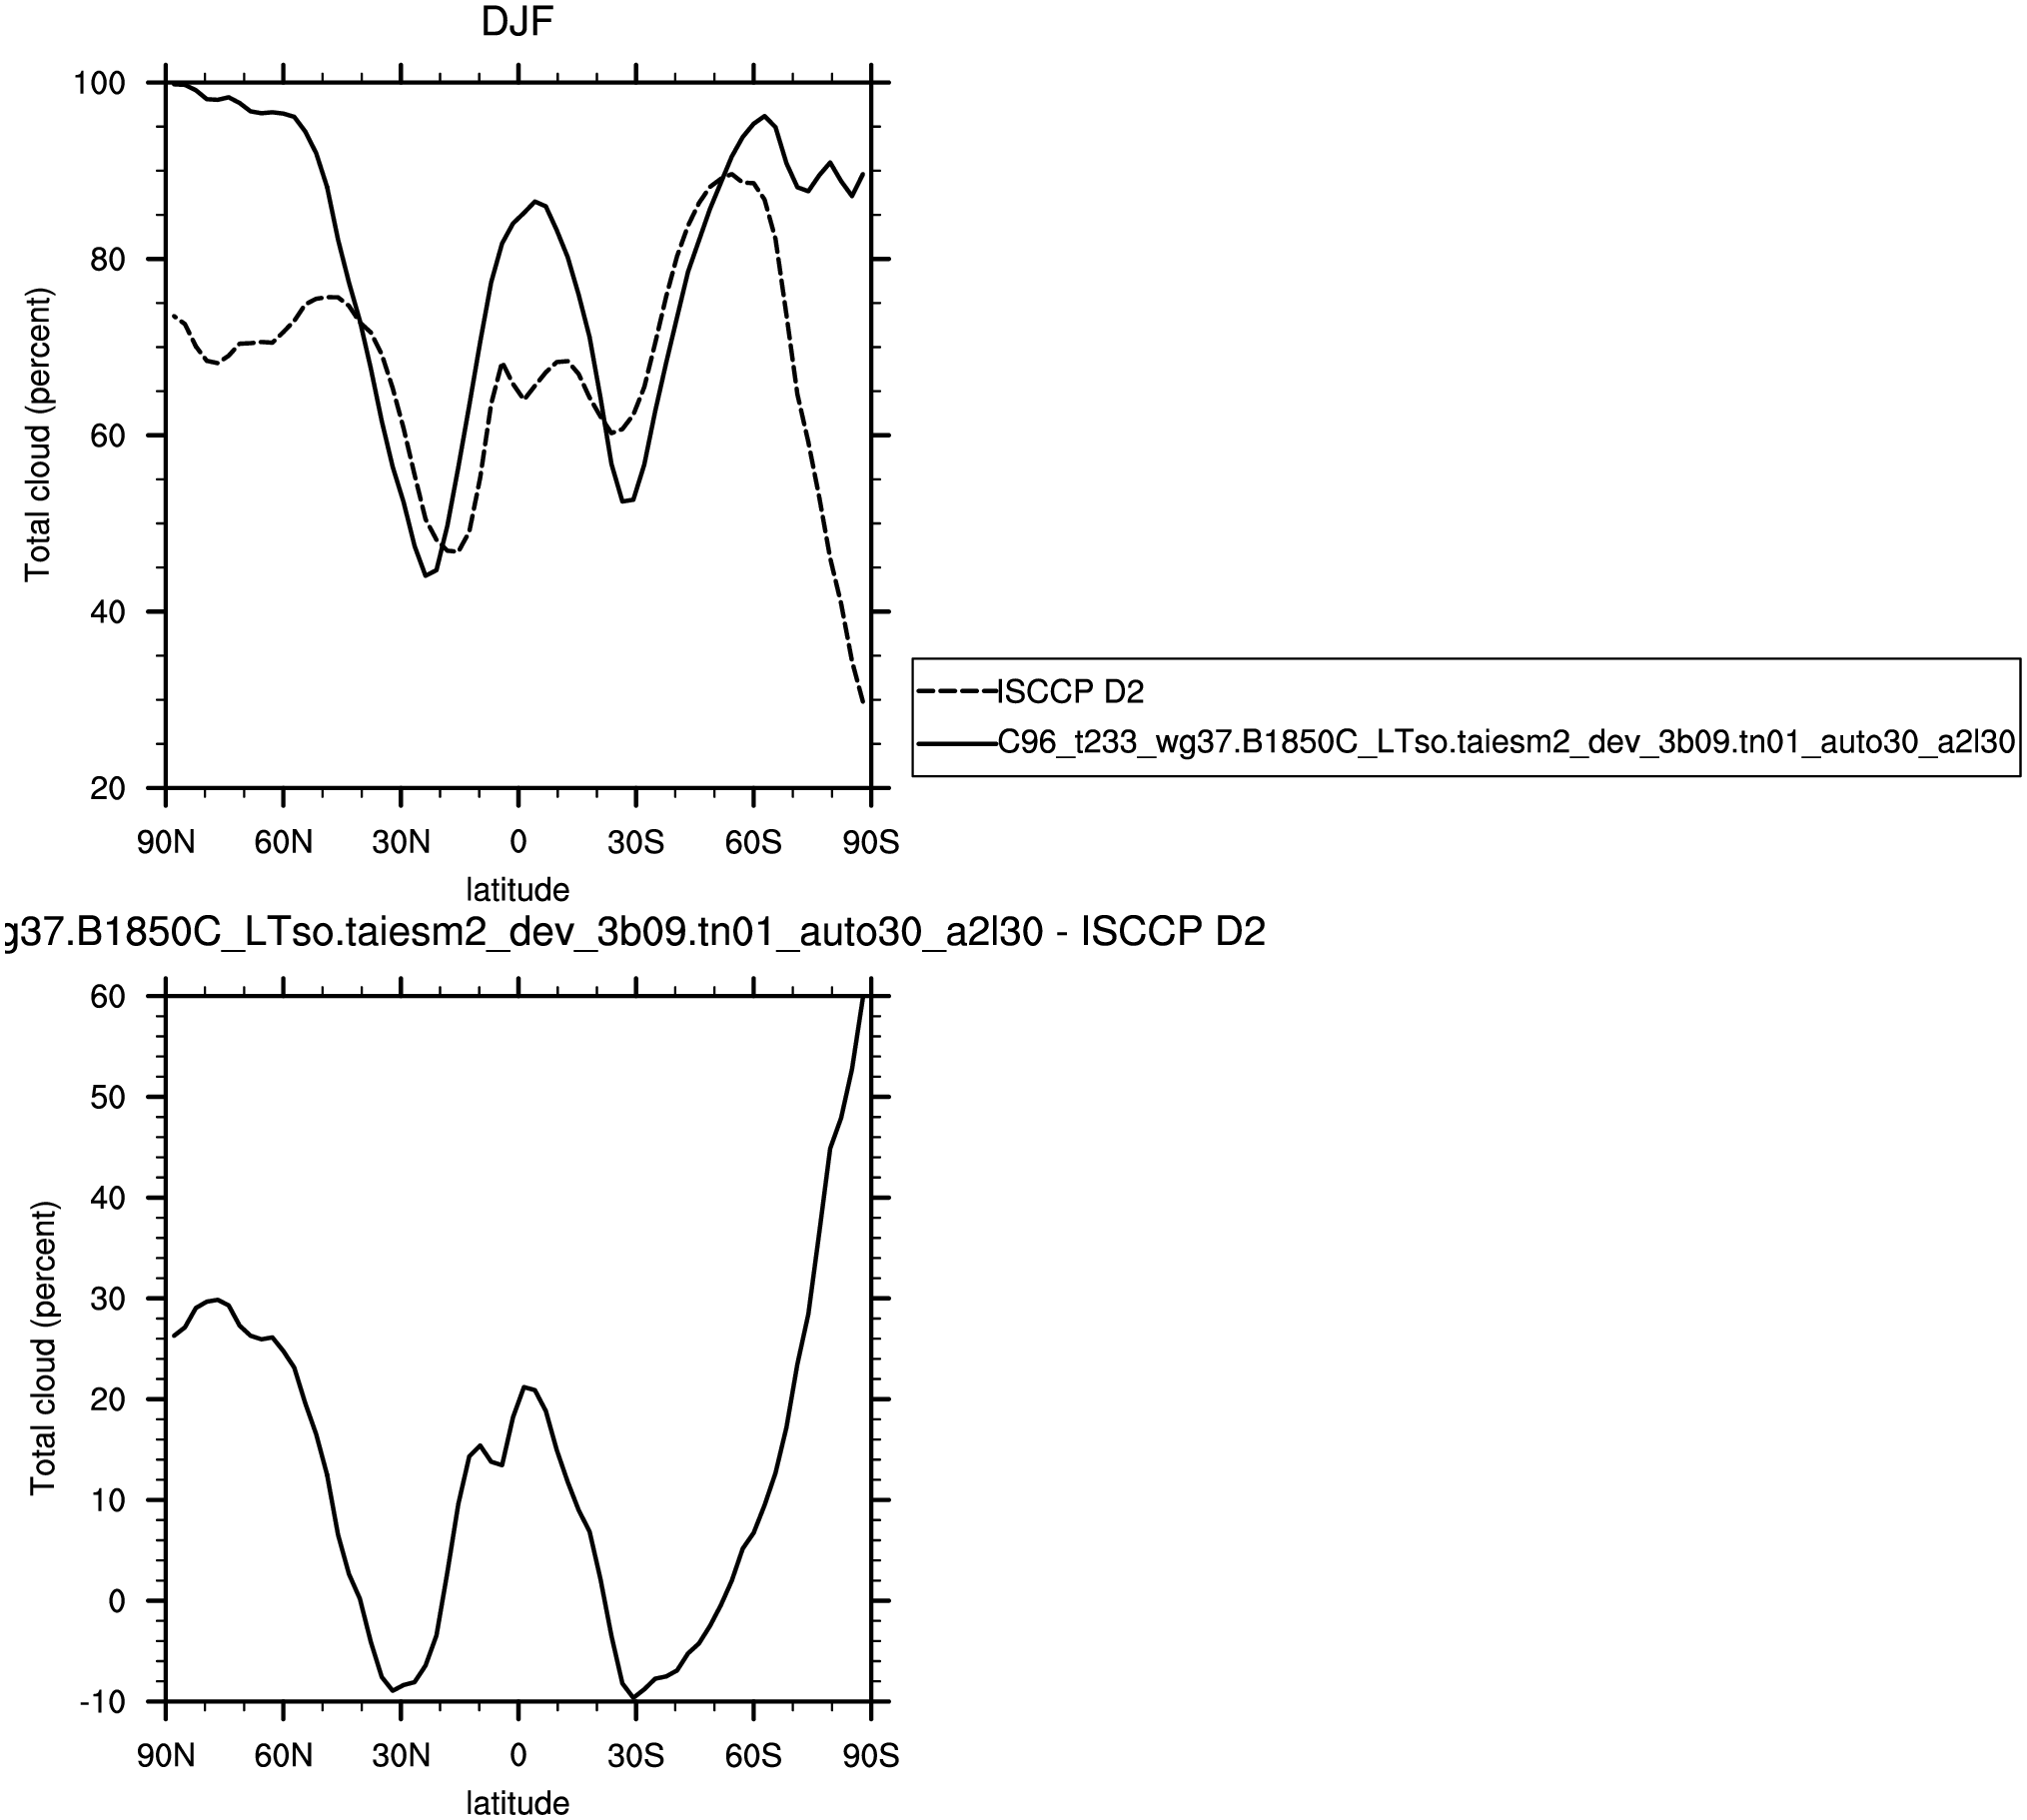 DJF
100
80
60
40
20
Total cloud (percent)
90N 60N 30N 0 30S 60S 90S
latitude
ISCCP D2
C96_t233_wg37.B1850C_LTso.taiesm2_dev_3b09.tn01_auto30_a2l30
g37.B1850C_LTso.taiesm2_dev_3b09.tn01_auto30_a2l30 - ISCCP D2
60
50
40
30
20
10
0
-10
Total cloud (percent)
90N 60N 30N 0 30S 60S 90S
latitude